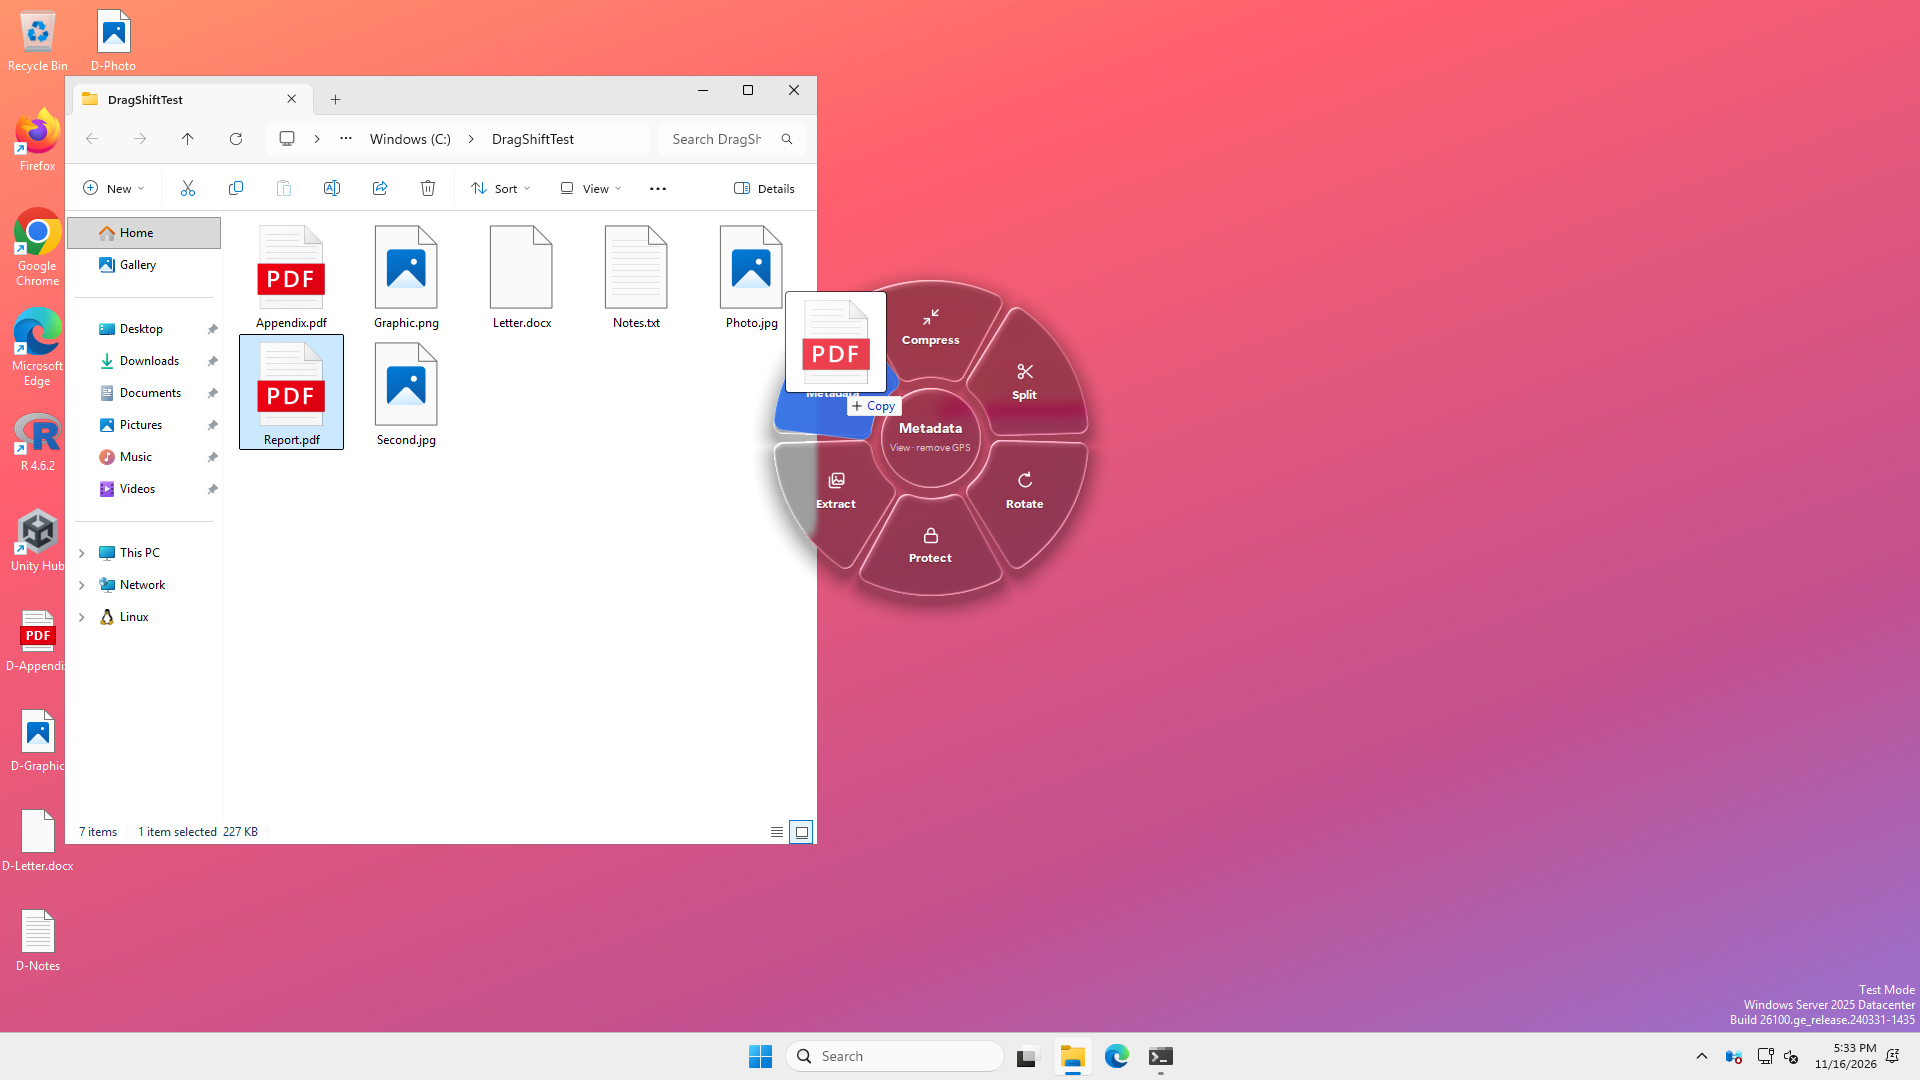 Recycle Bin
D-Photo
Firefox
Google
Chrome
Microsoft
Edge
R 4.6.2
Unity Hub
PDF
D-Appendi
D-Graphic
D-Letter.docx
D-Notes
DragShiftTest
Windows (C:)
DragShiftTest
Search DragSh
New
Sort
View
Details
Home
Gallery
Desktop
Downloads
Documents
Pictures
Music
Videos
This PC
Network
Linux
PDF
Appendix.pdf
Graphic.png
Letter.docx
Notes.txt
Photo.jpg
PDF
Report.pdf
Second.jpg
7 items
1 item selected 227 KB
PDF
Copy
Compress
Split
Metadata
Metadata
View · remove GPS
Extract
Rotate
Protect
Test Mode
Windows Server 2025 Datacenter
Build 26100.ge_release.240331-1435
Search
5:33 PM
11/16/2026